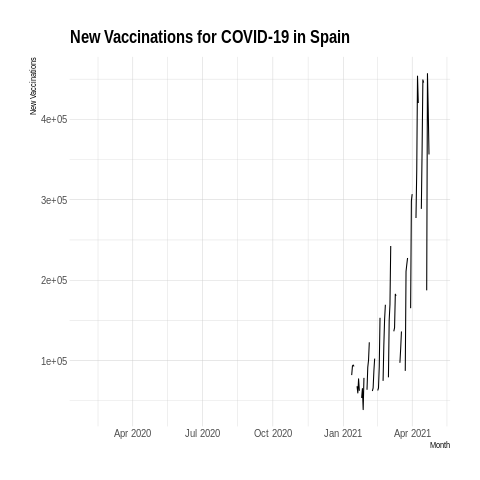 New Vaccinations for COVID-19 in Spain
New Vaccinations
4e+05
3e+05
2e+05
1e+05
Apr 2020 Jul 2020 Oct 2020 Jan 2021 Apr 2021
Month